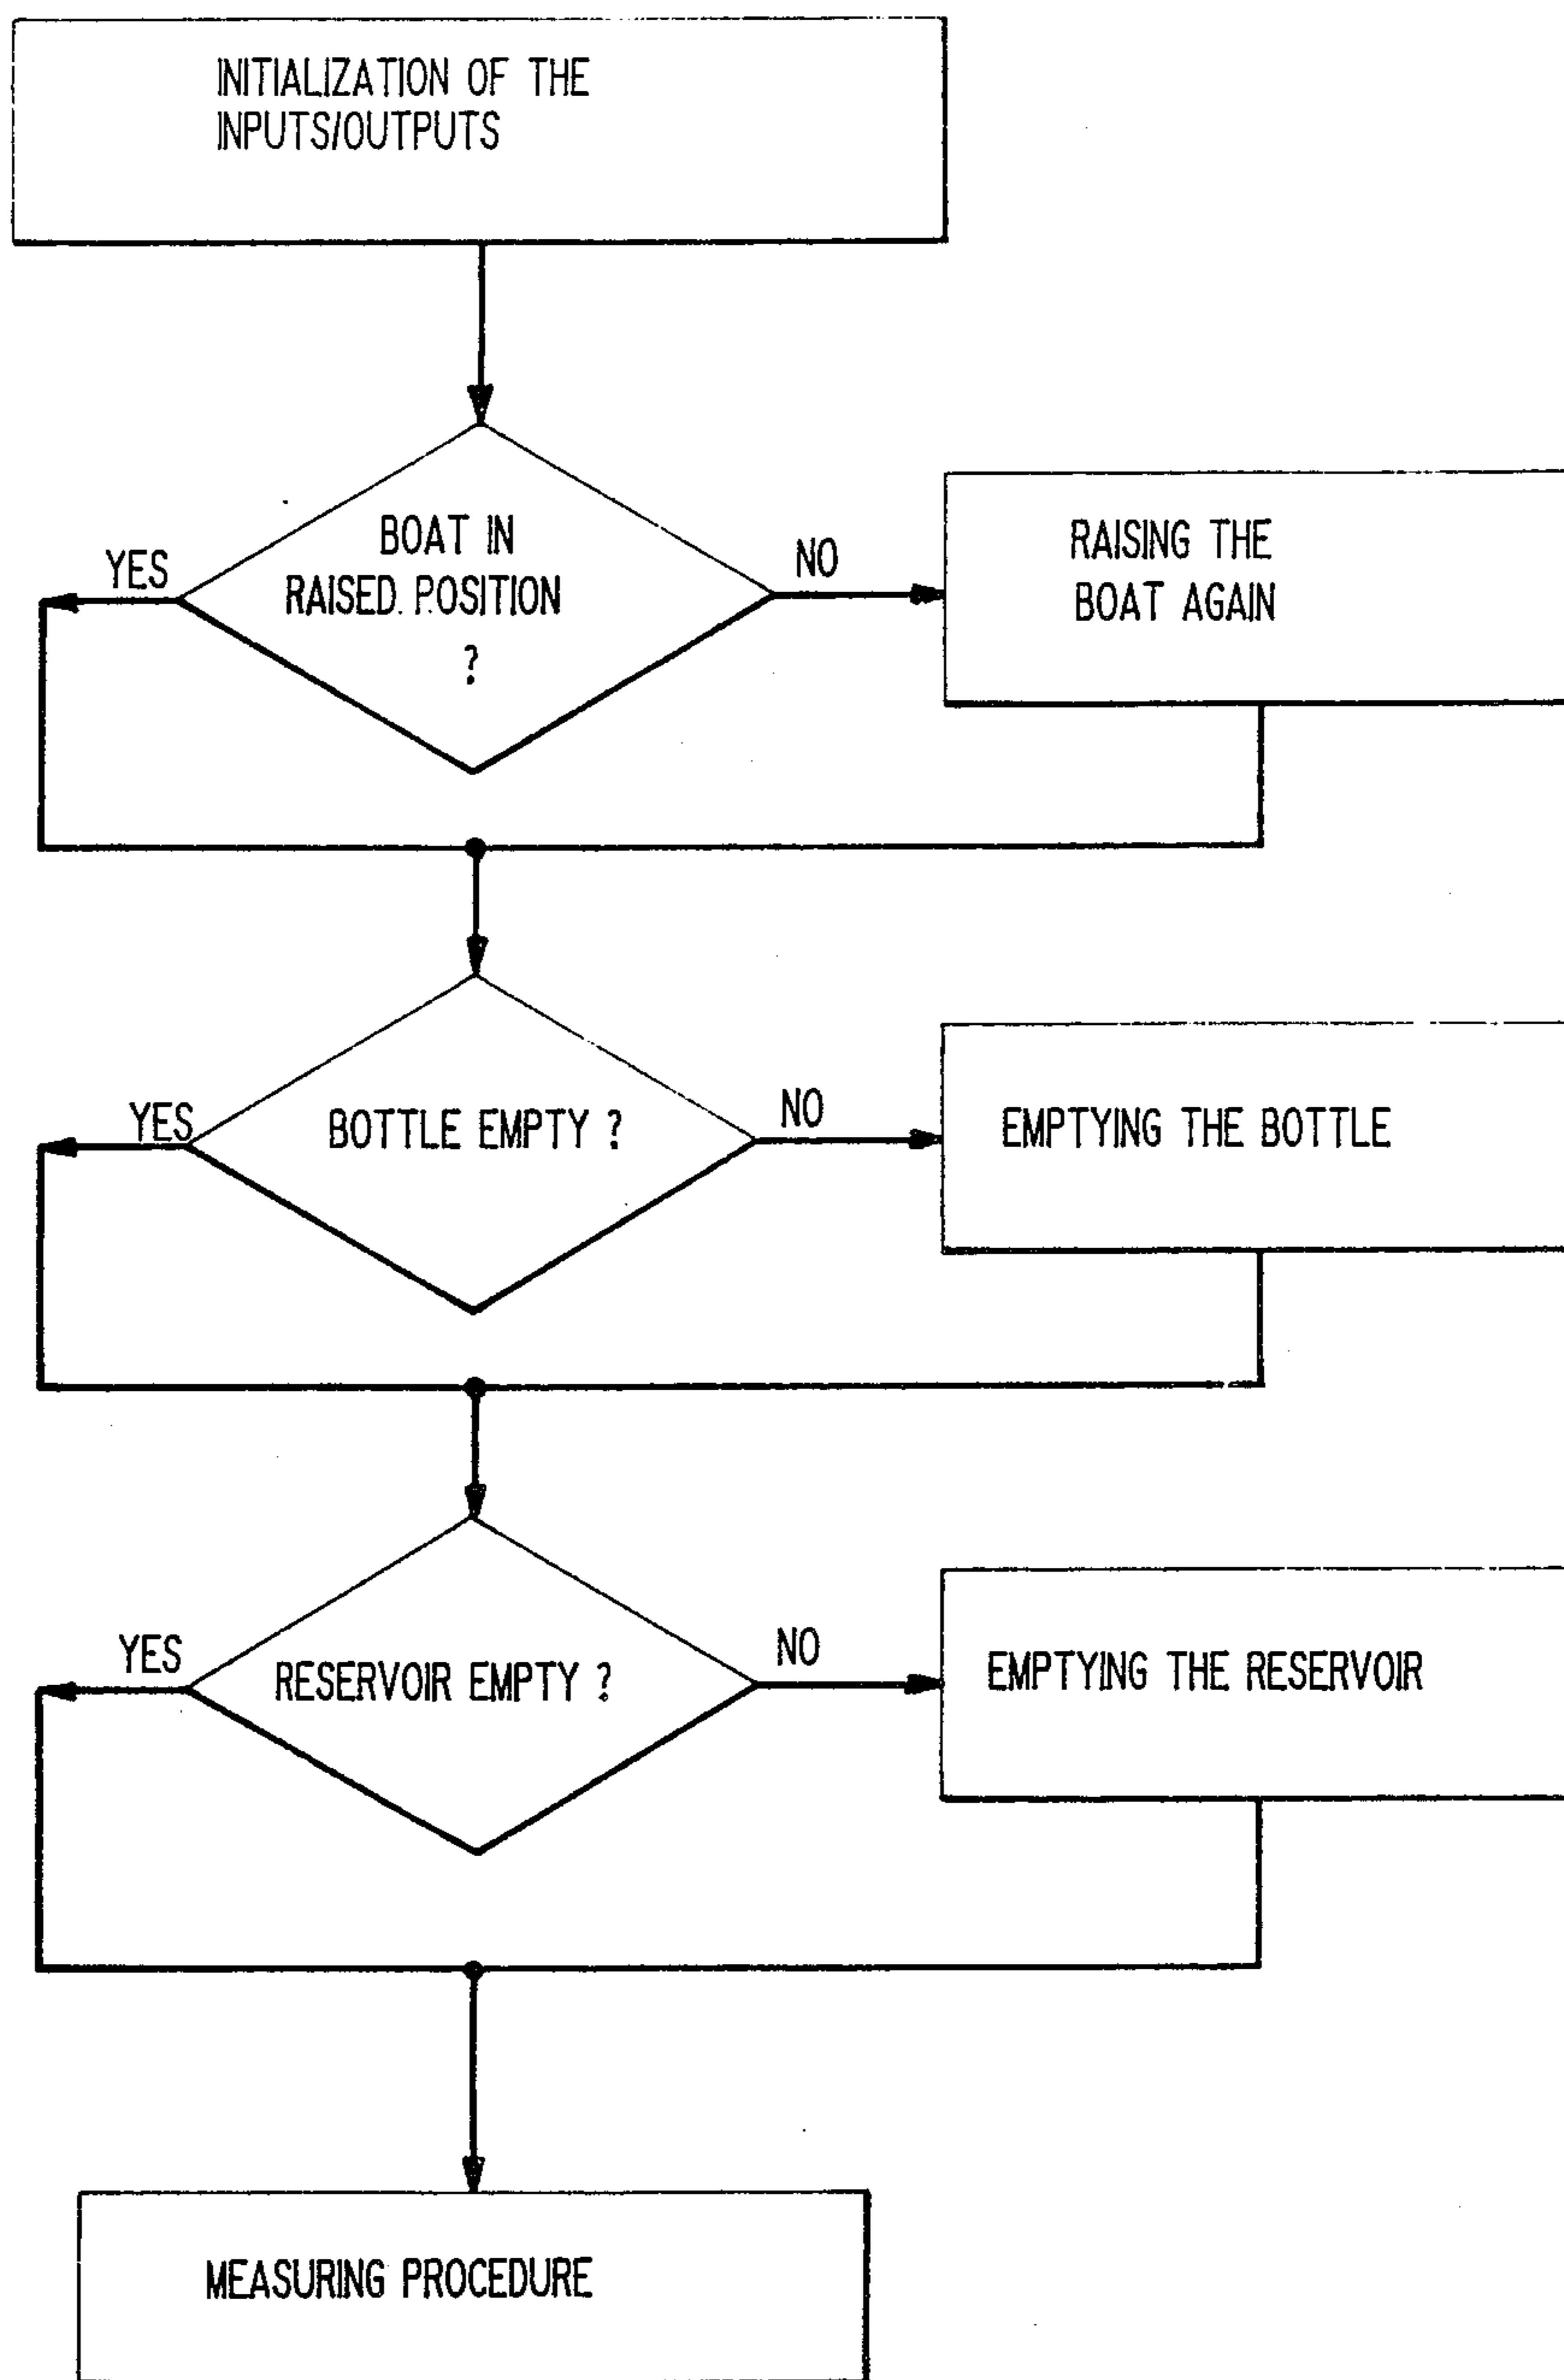 INITIALIZATION OF THE
INPUTS/OUTPUTS
BOAT IN
RAISED. POSITION
?
YES
NO
RAISING THE
BOAT AGAIN
YES
BOTTLE EMPTY ?
NO
EMPTYING THE BOTTLE
YES
RESERVOIR EMPTY ?
NO
EMPTYING THE RESERVOIR
MEASURING PROCEDURE